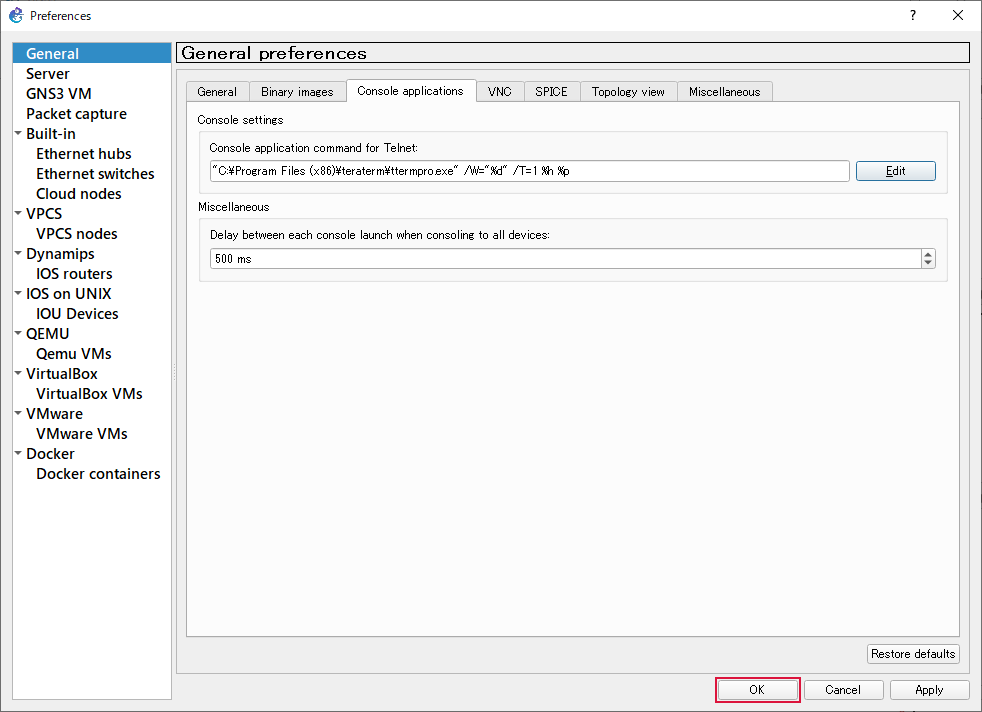 Preferences
?
General
Server
GNS3 VM
Packet capture
Built-in
Ethernet hubs
Ethernet switches
Cloud nodes
VPCS
VPCS nodes
Dynamips
IOS routers
IOS on UNIX
IOU Devices
QEMU
Qemu VMs
VirtualBox
VirtualBox VMs
VMware
VMware VMs
Docker
Docker containers
General preferences
General Binary images Console applications VNC SPICE Topology view Miscellaneous
Console settings
Console application command for Telnet:
"C:¥Program Files (x86)¥teraterm¥ttermpro.exe" /W="%d" /T=1 %h %p
Edit
Miscellaneous
Delay between each console launch when consoling to all devices:
500 ms
Restore defaults
OK Cancel Apply